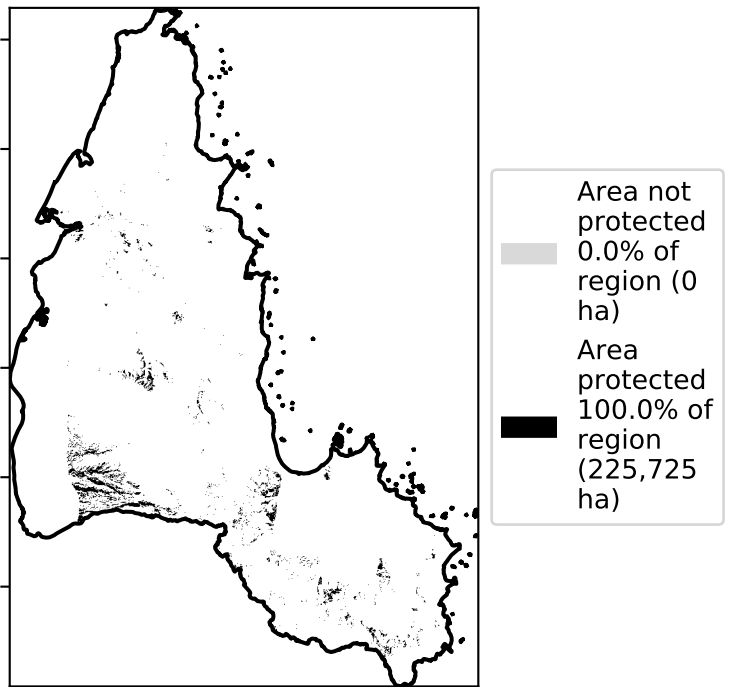 Area not
protected
0.0% of
region (0
ha)
Area
protected
100.0% of
region
(225,725
ha)